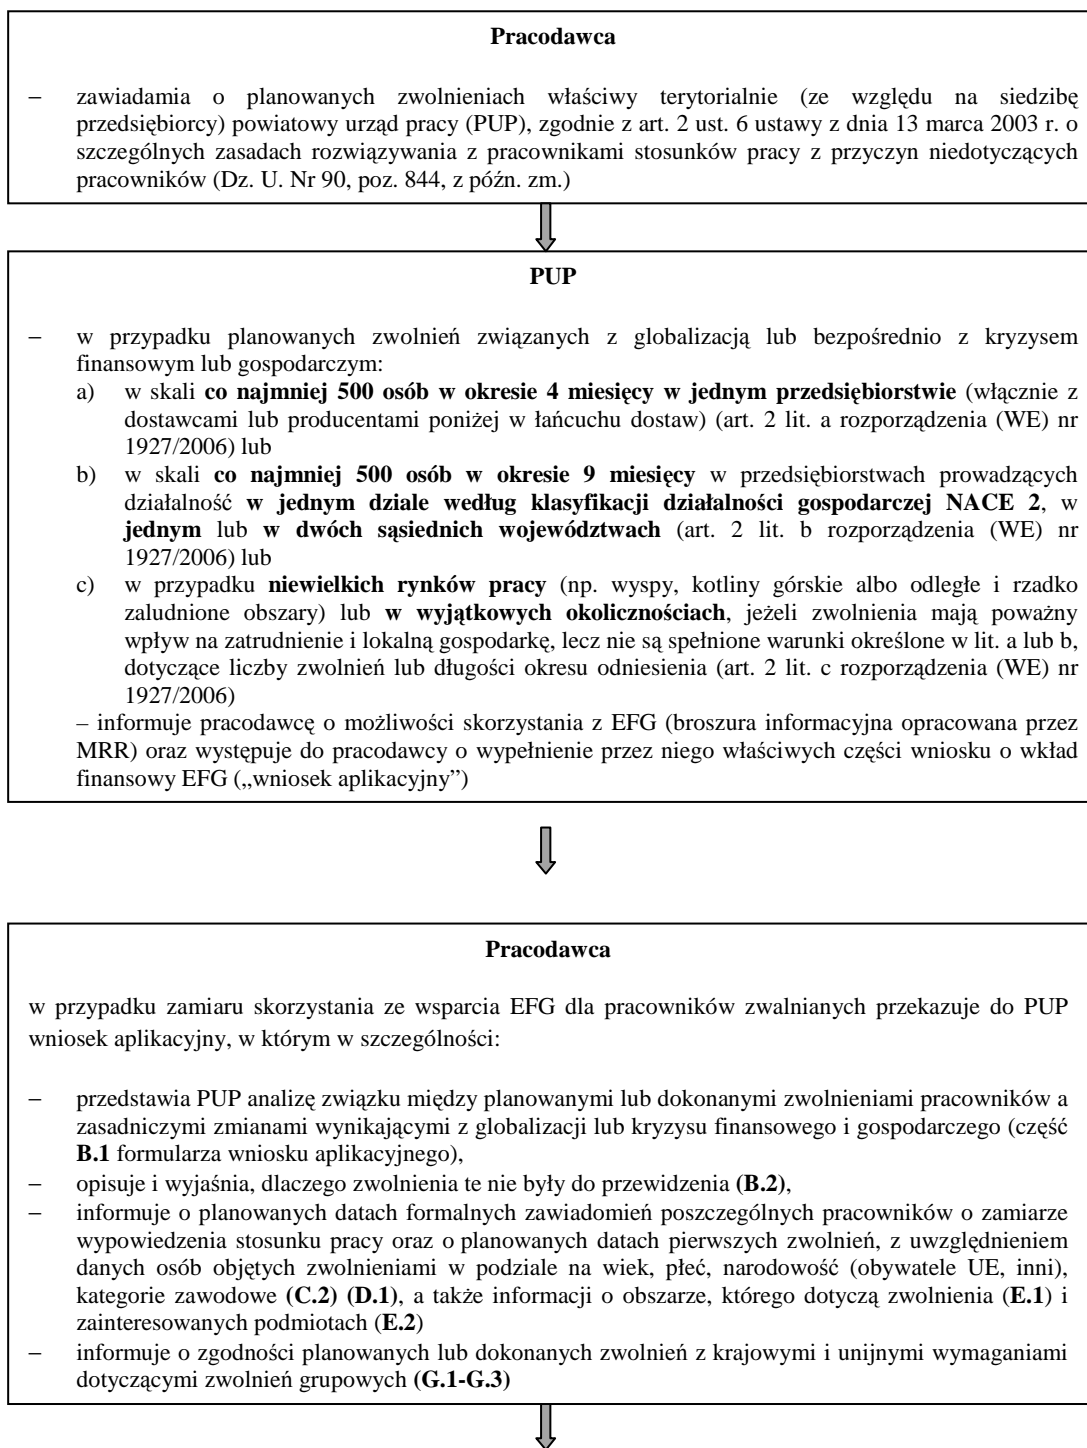 Pracodawca
– zawiadamia o planowanych zwolnieniach właściwy terytorialnie (ze względu na siedzibę
przedsiębiorcy) powiatowy urząd pracy (PUP), zgodnie z art. 2 ust. 6 ustawy z dnia 13 marca 2003 r. o
szczególnych zasadach rozwiązywania z pracownikami stosunków pracy z przyczyn niedotyczących
pracowników (Dz. U. Nr 90, poz. 844, z późn. zm.)
PUP
– w przypadku planowanych zwolnień związanych z globalizacją lub bezpośrednio z kryzysem
finansowym lub gospodarczym:
a) w skali co najmniej 500 osób w okresie 4 miesięcy w jednym przedsiębiorstwie (włącznie z
dostawcami lub producentami poniżej w łańcuchu dostaw) (art. 2 lit. a rozporządzenia (WE) nr
1927/2006) lub
b) w skali co najmniej 500 osób w okresie 9 miesięcy w przedsiębiorstwach prowadzących
działalność w jednym dziale według klasyfikacji działalności gospodarczej NACE 2, w
jednym lub w dwóch sąsiednich województwach (art. 2 lit. b rozporządzenia (WE) nr
1927/2006) lub
c) w przypadku niewielkich rynków pracy (np. wyspy, kotliny górskie albo odległe i rzadko
zaludnione obszary) lub w wyjątkowych okolicznościach, jeżeli zwolnienia mają poważny
wpływ na zatrudnienie i lokalną gospodarkę, lecz nie są spełnione warunki określone w lit. a lub b,
dotyczące liczby zwolnień lub długości okresu odniesienia (art. 2 lit. c rozporządzenia (WE) nr
1927/2006)
– informuje pracodawcę o możliwości skorzystania z EFG (broszura informacyjna opracowana przez
MRR) oraz występuje do pracodawcy o wypełnienie przez niego właściwych części wniosku o wkład
finansowy EFG („wniosek aplikacyjny”)
Pracodawca
w przypadku zamiaru skorzystania ze wsparcia EFG dla pracowników zwalnianych przekazuje do PUP
wniosek aplikacyjny, w którym w szczególności:
– przedstawia PUP analizę związku między planowanymi lub dokonanymi zwolnieniami pracowników a
zasadniczymi zmianami wynikającymi z globalizacji lub kryzysu finansowego i gospodarczego (część
B.1 formularza wniosku aplikacyjnego),
– opisuje i wyjaśnia, dlaczego zwolnienia te nie były do przewidzenia (B.2),
– informuje o planowanych datach formalnych zawiadomień poszczególnych pracowników o zamiarze
wypowiedzenia stosunku pracy oraz o planowanych datach pierwszych zwolnień, z uwzględnieniem
danych osób objętych zwolnieniami w podziale na wiek, płeć, narodowość (obywatele UE, inni),
kategorie zawodowe (C.2) (D.1), a także informacji o obszarze, którego dotyczą zwolnienia (E.1) i
zainteresowanych podmiotach (E.2)
– informuje o zgodności planowanych lub dokonanych zwolnień z krajowymi i unijnymi wymaganiami
dotyczącymi zwolnień grupowych (G.1-G.3)